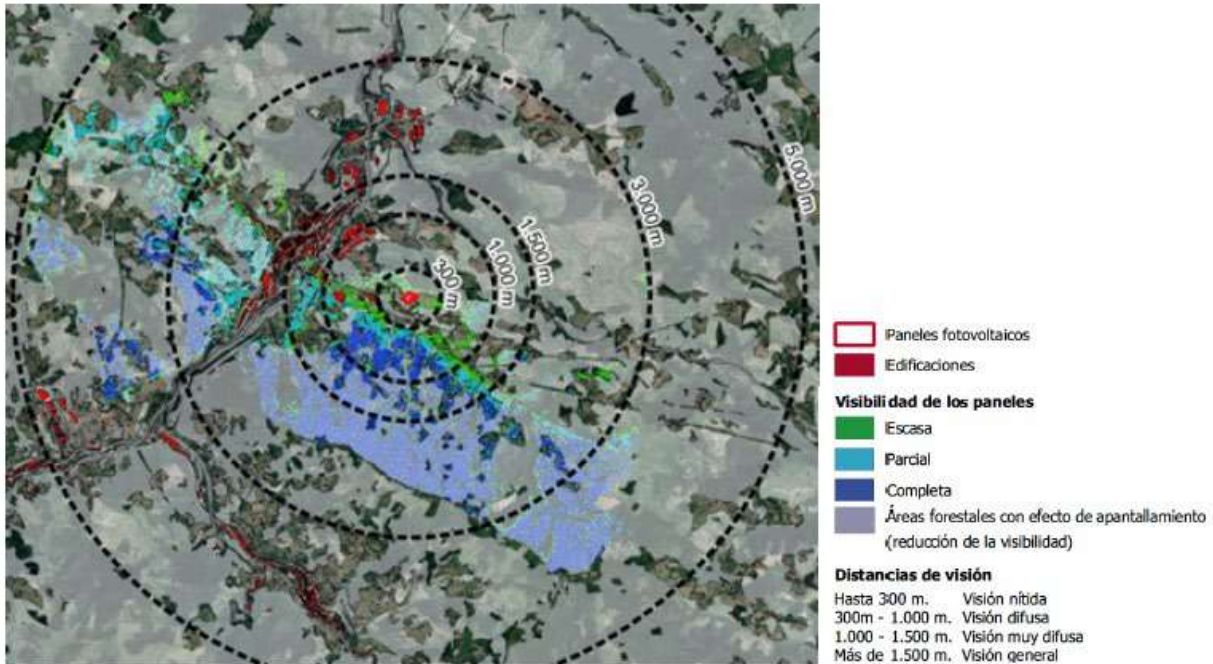 5.000 m
3.000 m
1.500 m
1.000 m
300 m
Paneles fotovoltaicos
Edificaciones
Visibilidad de los paneles
Escasa
Parcial
Completa
Áreas forestales con efecto de apantallamiento
(reducción de la visibilidad)
Distancias de visión
Hasta 300 m. Visión nítida
300m - 1.000 m. Visión difusa
1.000 - 1.500 m. Visión muy difusa
Más de 1.500 m. Visión general